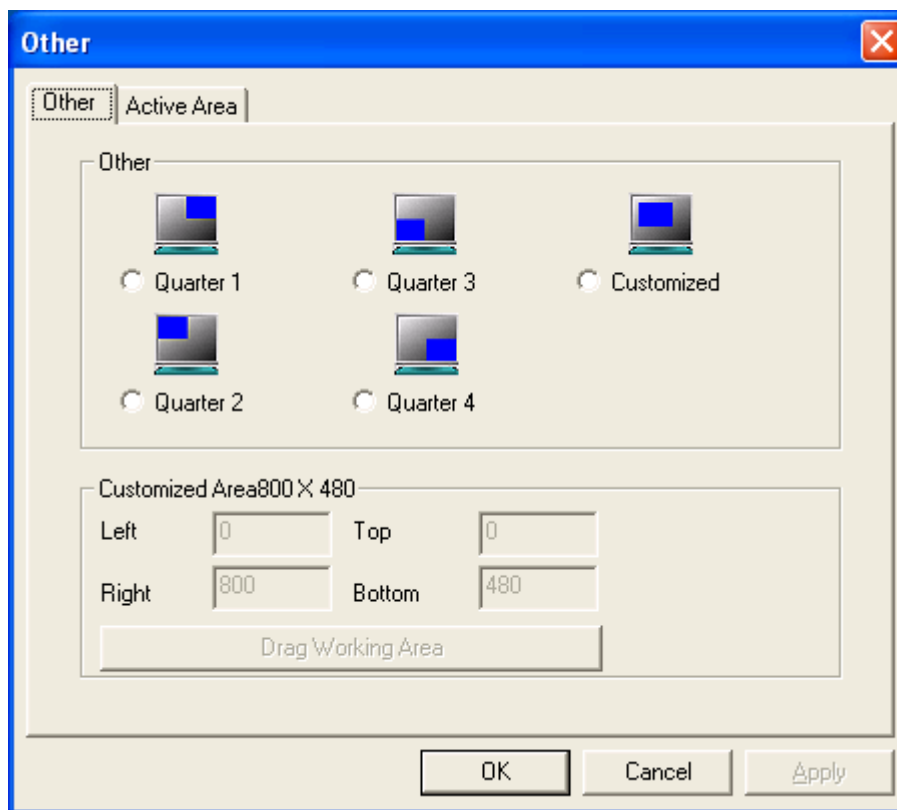 Other
Other Active Area
Other
Quarter 1 Quarter 3 Customized
Quarter 2 Quarter 4
Customized Area800 X 480
Left 0 Top 0
Right 800 Bottom 480
Drag Working Area
OK Cancel Apply